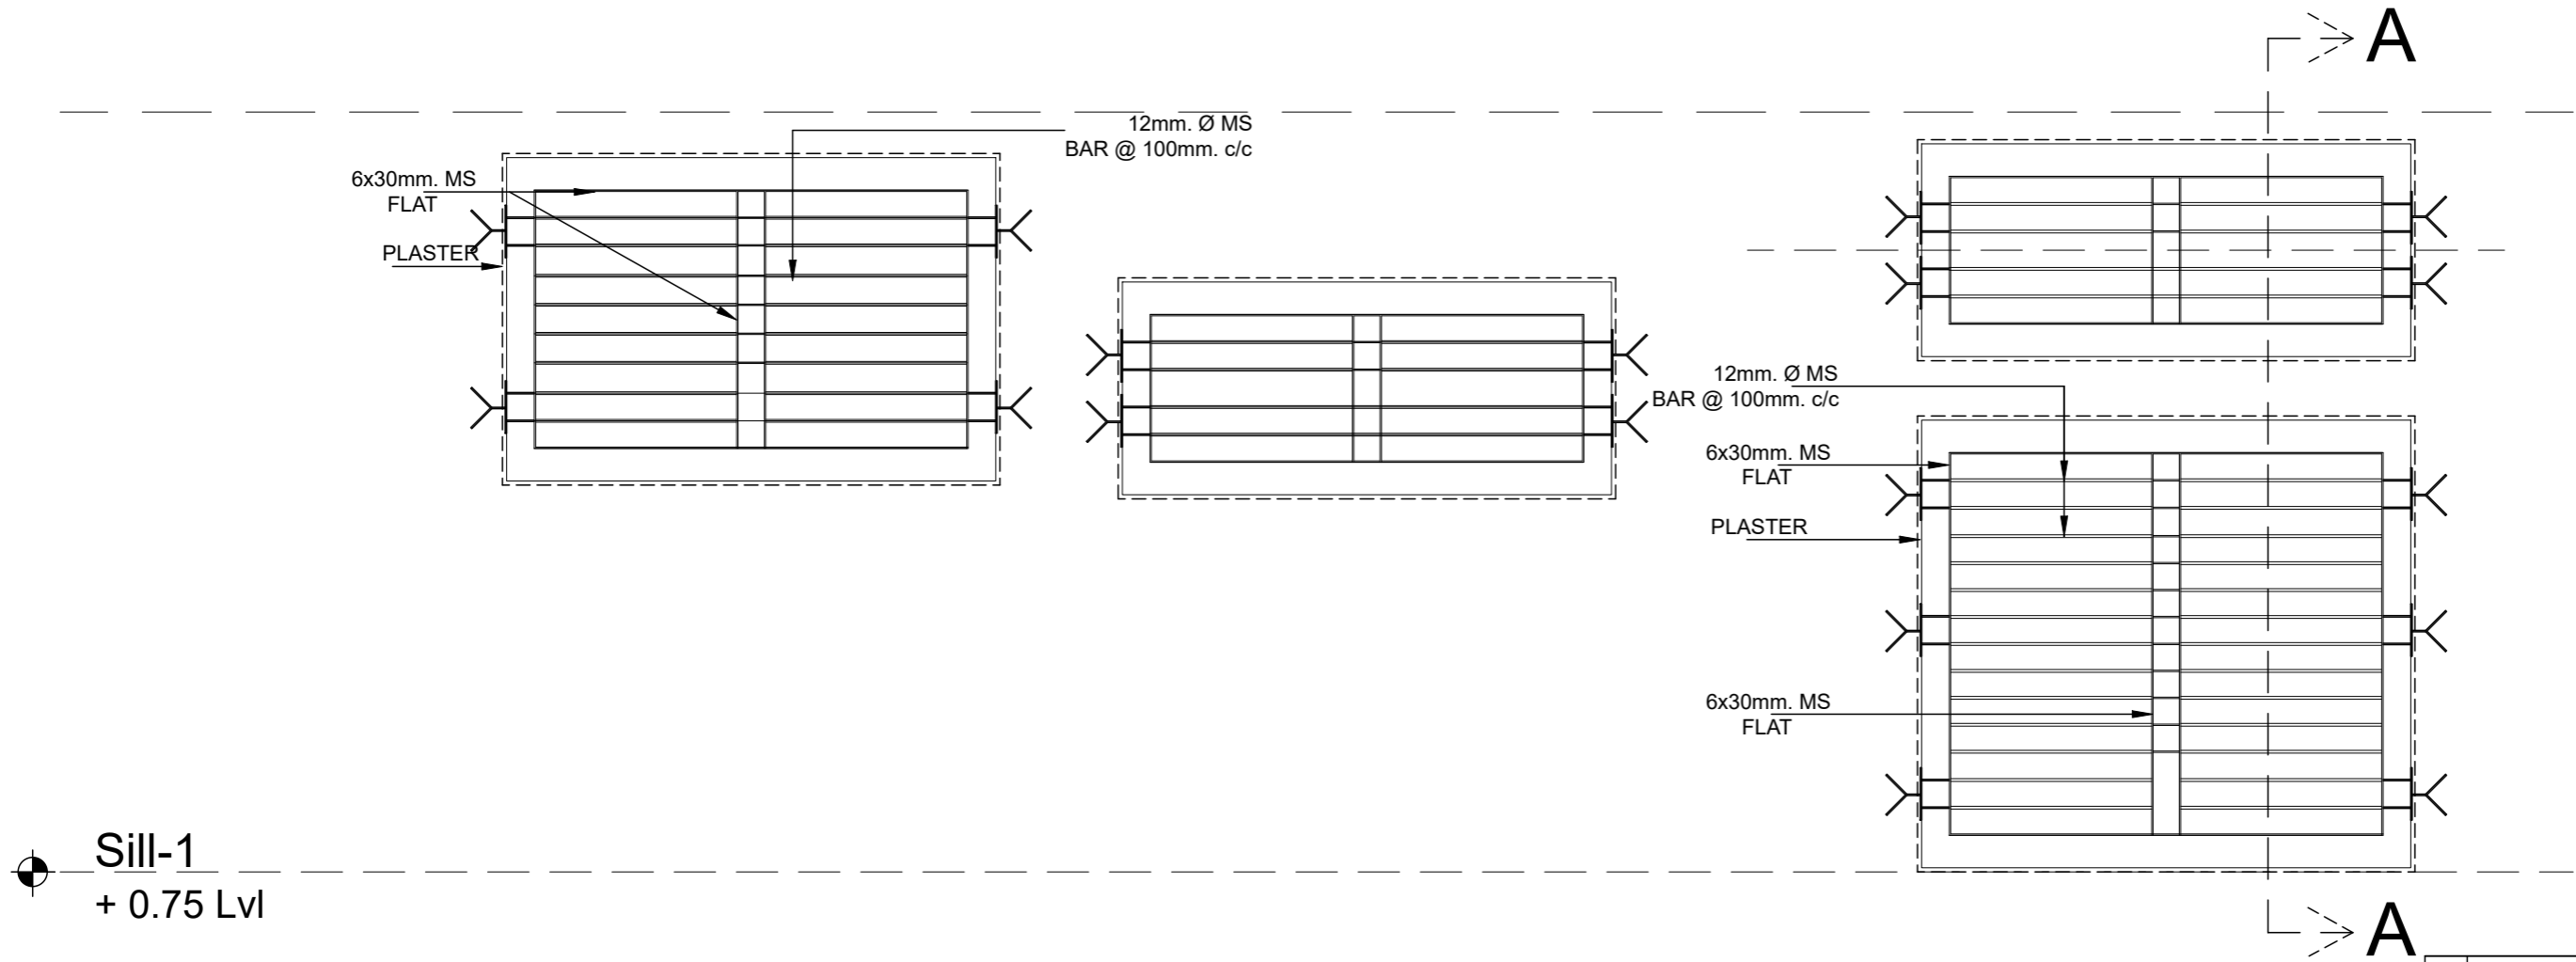 A
12mm. Ø MS
BAR @ 100mm. c/c
6x30mm. MS
FLAT
PLASTER
12mm. Ø MS
BAR @ 100mm. c/c
6x30mm. MS
FLAT
PLASTER
6x30mm. MS
FLAT
Sill-1
+ 0.75 Lvl
A